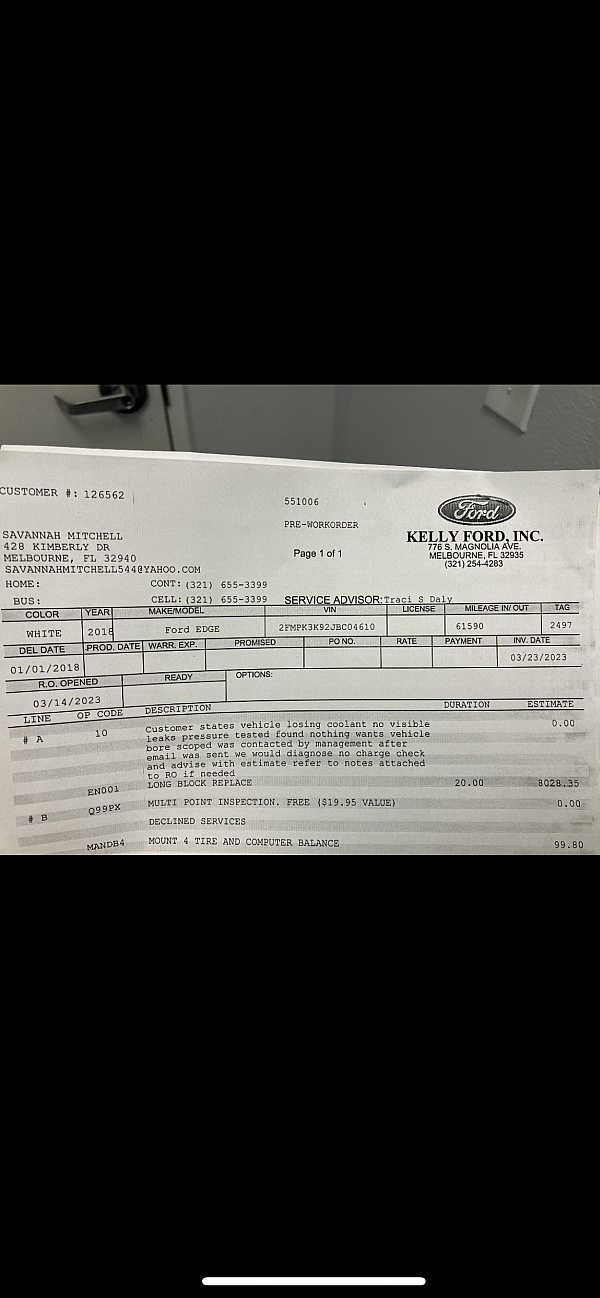 CUSTOMER #: 126562
551006
PRE-WORKORDER
Page 1 of 1
Ford
KELLY FORD, INC.
776 S. MAGNOLIA AVE.
MELBOURNE, FL 32935
(321) 254-4283
SAVANNAH MITCHELL
428 KIMBERLY DR
MELBOURNE, FL 32940
SAVANNAHMITCHELL544@YAHOO.COM
HOME: CONT: (321) 655-3399
BUS: CELL: (321) 655-3399 SERVICE ADVISOR: Traci S Daly
COLOR YEAR MAKE/MODEL VIN LICENSE MILEAGE IN/ OUT TAG
WHITE 2018 Ford EDGE 2FMPK3K92JBC04610 61590 2497
DEL DATE PROD. DATE WARR. EXP. PROMISED PO NO. RATE PAYMENT INV. DATE
01/01/2018 03/23/2023
R.O. OPENED READY OPTIONS:
03/14/2023
LINE OP CODE DESCRIPTION DURATION ESTIMATE
# A 10 Customer states vehicle losing coolant no visible 0.00
leaks pressure tested found nothing wants vehicle
bore scoped was contacted by management after
email was sent we would diagnose no charge check
and advise with estimate refer to notes attached
to RO if needed
EN001 LONG BLOCK REPLACE 20.00 8028.35
# B Q99PX MULTI POINT INSPECTION. FREE ($19.95 VALUE) 0.00
DECLINED SERVICES
MANDB4 MOUNT 4 TIRE AND COMPUTER BALANCE 99.80